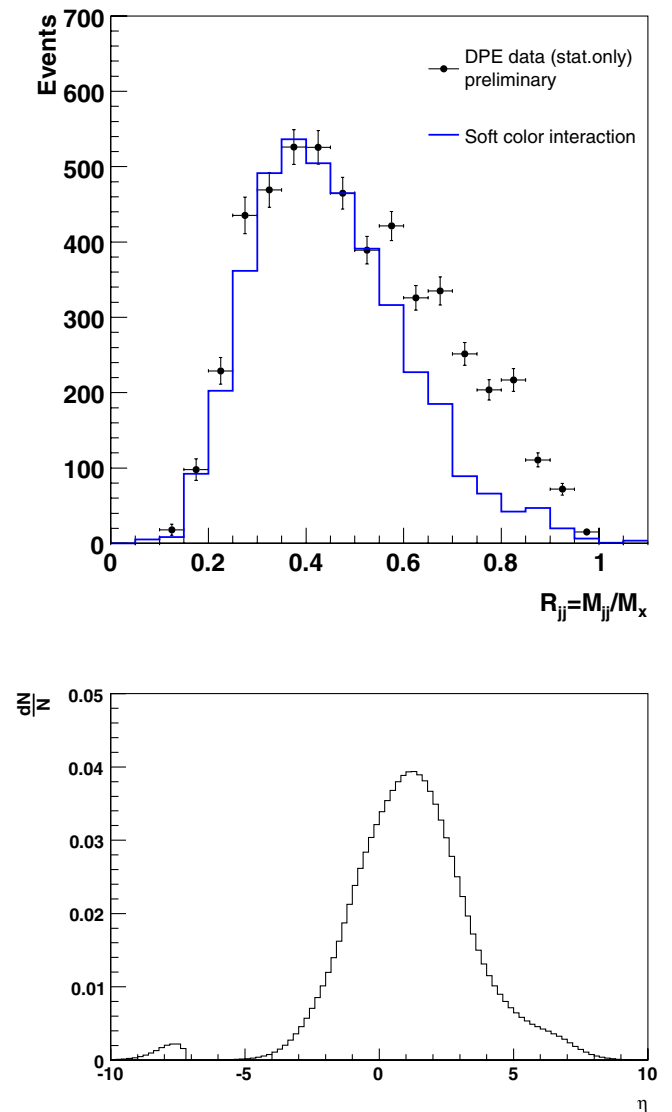 700
600
500
400
300
200
100
0
Events
DPE data (stat.only)
preliminary
Soft color interaction
0 0.2 0.4 0.6 0.8 1
R_jj=M_jj/M_x
dN
N
0.05
0.04
0.03
0.02
0.01
0
-10 -5 0 5 10
η